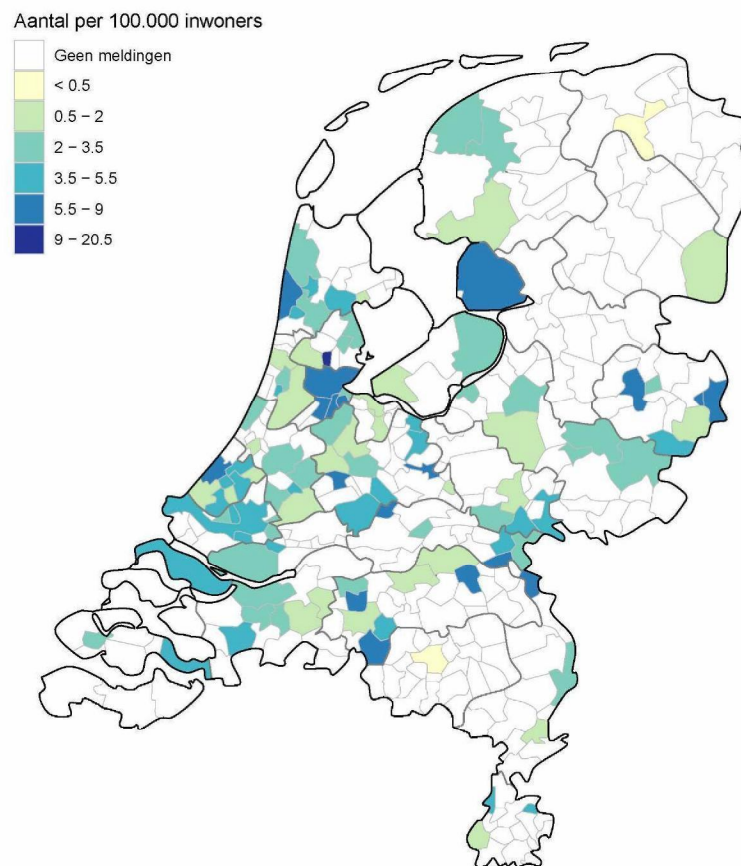 Aantal per 100.000 inwoners
Geen meldingen
< 0.5
0.5 – 2
2 – 3.5
3.5 – 5.5
5.5 – 9
9 – 20.5